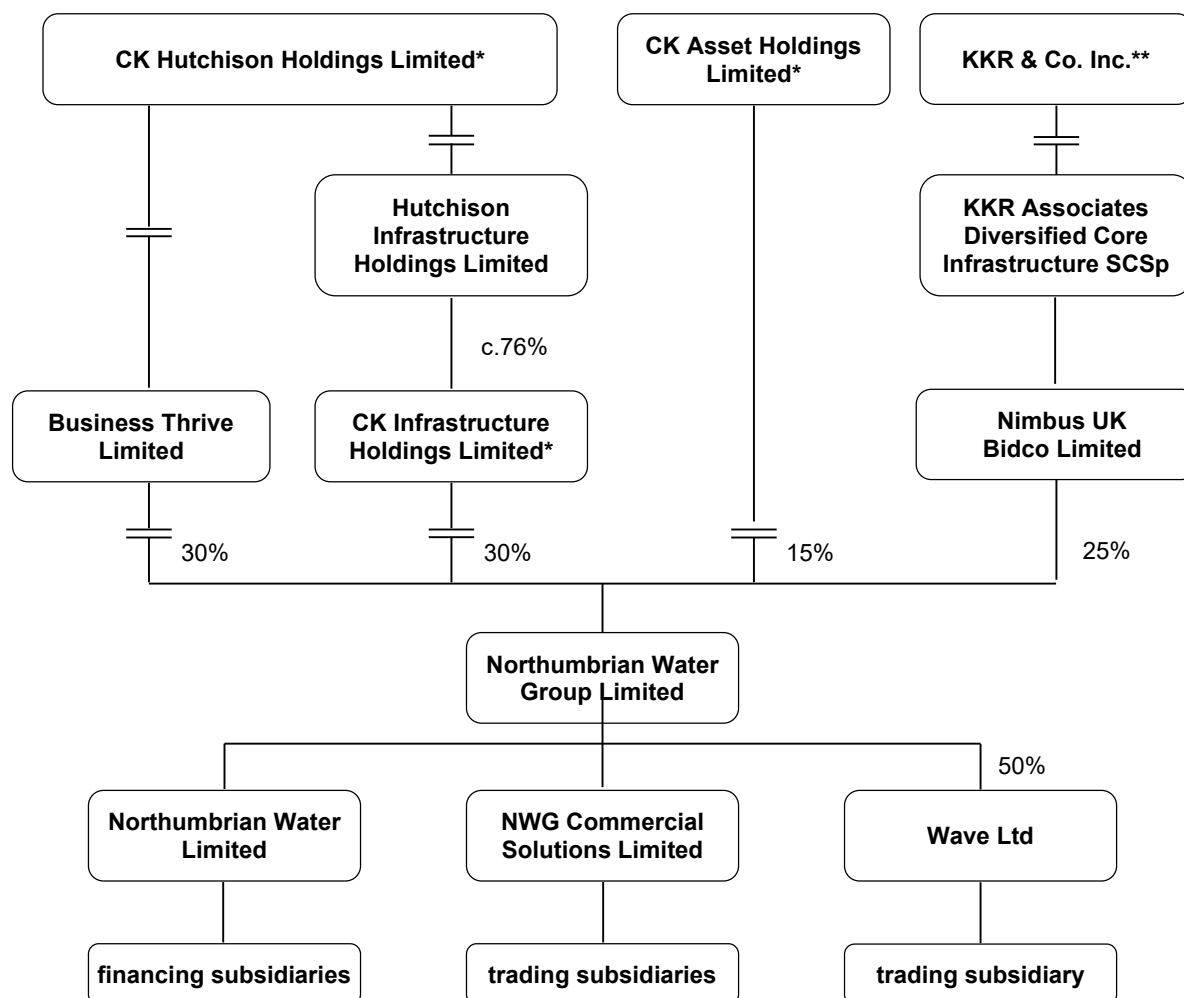 CK Hutchison Holdings Limited*
CK Asset Holdings
Limited*
KKR & Co. Inc.**
Hutchison
Infrastructure
Holdings Limited
KKR Associates
Diversified Core
Infrastructure SCSp
c.76%
Business Thrive
Limited
CK Infrastructure
Holdings Limited*
Nimbus UK
Bidco Limited
30%
30%
15%
25%
Northumbrian Water
Group Limited
50%
Northumbrian Water
Limited
NWG Commercial
Solutions Limited
Wave Ltd
financing subsidiaries
trading subsidiaries
trading subsidiary